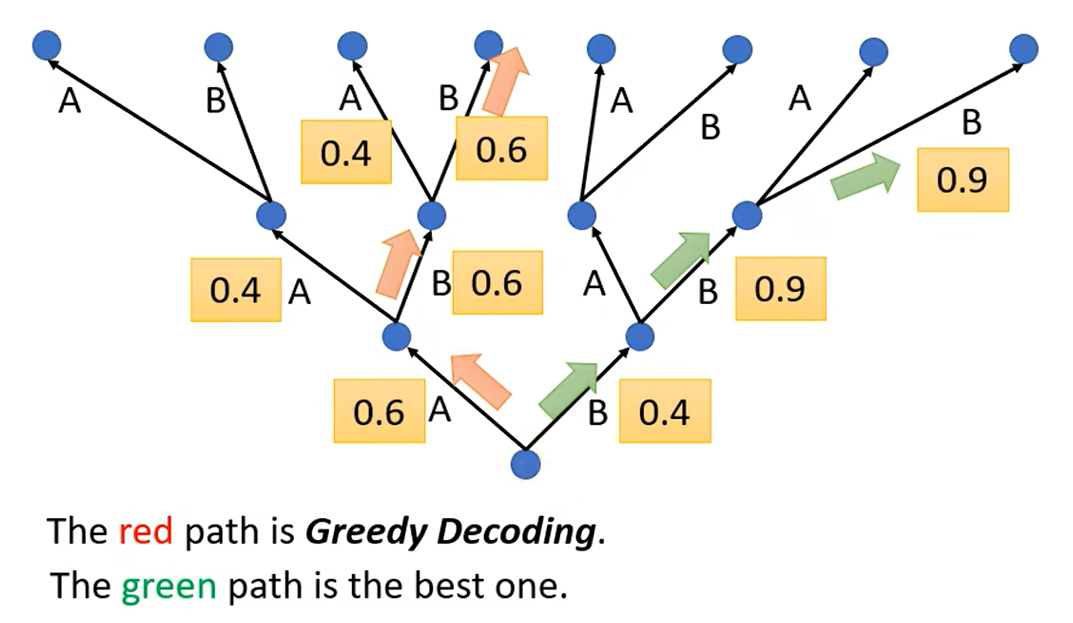 A B A B A B A B
0.4 0.6 0.9
0.4 A B 0.6 A B 0.9
0.6 A B 0.4
The red path is Greedy Decoding.
The green path is the best one.